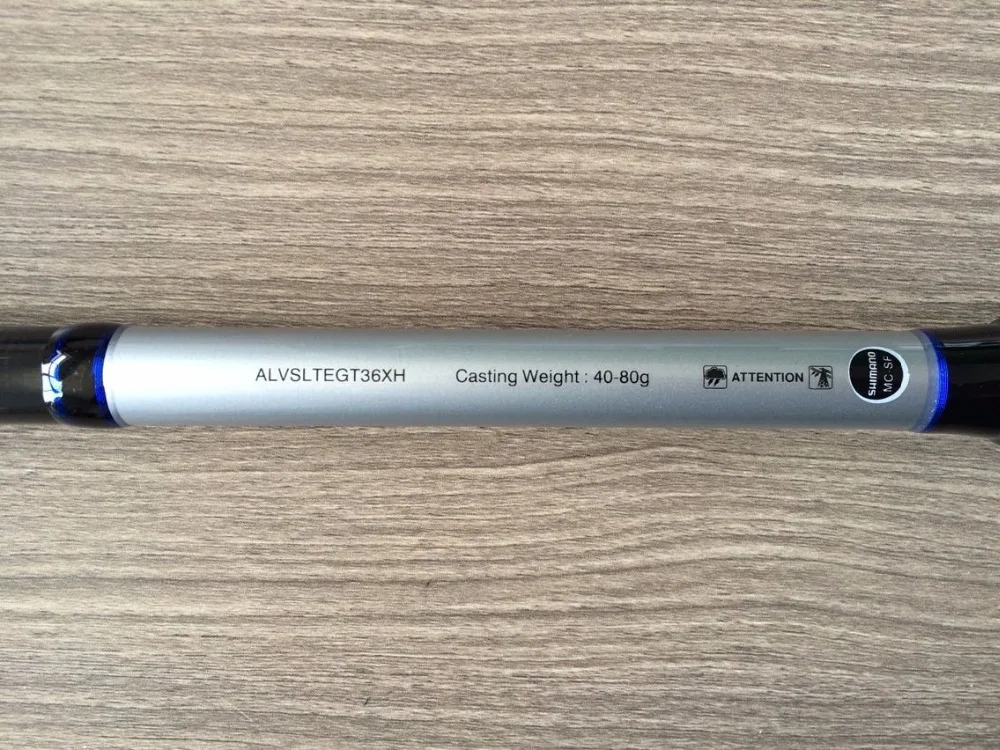 ALVSLTEGT36XH Casting Weight : 40-80g ATTENTION
SHIMANO
MC SF